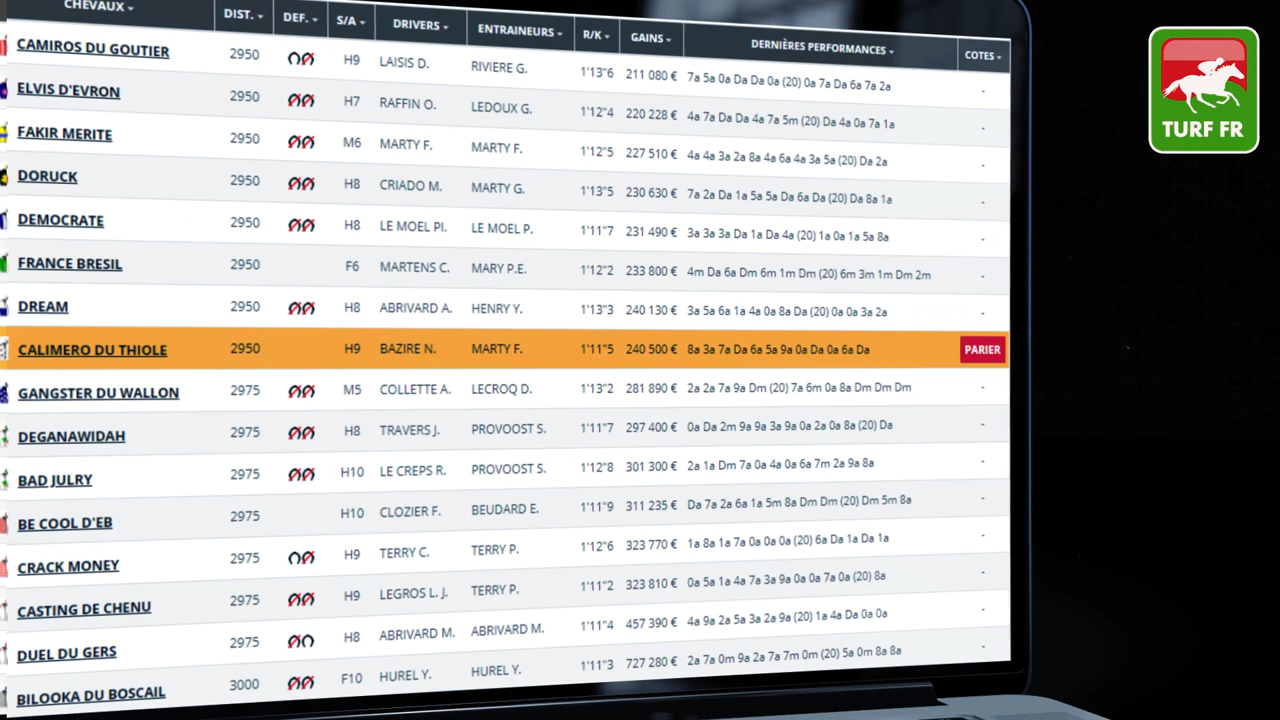 CHEVAUX DIST. DEF. S/A DRIVERS ENTRAINEURS R/K GAINS DERNIÈRES PERFORMANCES COTES
CAMIROS DU GOUTIER 2950 H9 LAISIS D. RIVIERE G. 1'13"6 211 080 € 7a 5a 0a Da Da 0a (20) 0a 7a Da 6a 7a 2a -
ELVIS D'EVRON 2950 H7 RAFFIN O. LEDOUX G. 1'12"4 220 228 € 4a 7a Da Da 4a 7a 5m (20) Da 4a 0a 7a 1a -
FAKIR MERITE 2950 M6 MARTY F. MARTY F. 1'12"5 227 510 € 4a 4a 3a 2a 8a 4a 6a 4a 3a 5a (20) Da 2a -
DORUCK 2950 H8 CRIADO M. MARTY G. 1'13"5 230 630 € 7a 2a Da 1a 5a 5a Da 6a Da (20) Da 8a 1a -
DEMOCRATE 2950 H8 LE MOEL PI. LE MOEL P. 1'11"7 231 490 € 3a 3a 3a Da 1a Da 4a (20) 1a 0a 1a 5a 8a -
FRANCE BRESIL 2950 F6 MARTENS C. MARY P.E. 1'12"2 233 800 € 4m Da 6a Dm 6m 1m Dm (20) 6m 3m 1m Dm 2m -
DREAM 2950 H8 ABRIVARD A. HENRY Y. 1'13"3 240 130 € 3a 5a 6a 1a 4a 0a 8a Da (20) 0a 0a 3a 2a -
CALIMERO DU THIOLE 2950 H9 BAZIRE N. MARTY F. 1'11"5 240 500 € 8a 3a 7a Da 6a 5a 9a 0a Da 0a 6a Da PARIER
GANGSTER DU WALLON 2975 M5 COLLETTE A. LECROQ D. 1'13"2 281 890 € 2a 2a 7a 9a Dm (20) 7a 6m 0a 8a Dm Dm Dm -
DEGANAWIDAH 2975 H8 TRAVERS J. PROVOOST S. 1'11"7 297 400 € 0a Da 2m 9a 9a 3a 9a 0a 2a 0a 8a (20) Da -
BAD JULRY 2975 H10 LE CREPS R. PROVOOST S. 1'12"8 301 300 € 2a 1a Dm 7a 0a 4a 0a 6a 7m 2a 9a 8a -
BE COOL D'EB 2975 H10 CLOZIER F. BEUDARD E. 1'11"9 311 235 € Da 7a 2a 6a 1a 5m 8a Dm Dm (20) Dm 5m 8a -
CRACK MONEY 2975 H9 TERRY C. TERRY P. 1'12"6 323 770 € 1a 8a 1a 7a 0a 0a 0a (20) 6a Da 1a Da 1a -
CASTING DE CHENU 2975 H9 LEGROS L. J. TERRY P. 1'11"2 323 810 € 0a 5a 1a 4a 7a 3a 9a 0a 0a 7a 0a (20) 8a -
DUEL DU GERS 2975 H8 ABRIVARD M. ABRIVARD M. 1'11"4 457 390 € 4a 9a 2a 5a 3a 2a 9a (20) 1a 4a Da 0a 0a -
BILOOKA DU BOSCAIL 3000 F10 HUREL Y. HUREL Y. 1'11"3 727 280 € 2a 7a 0m 9a 2a 7a 7m 0m (20) 5a 0m 8a 8a -
TURF FR